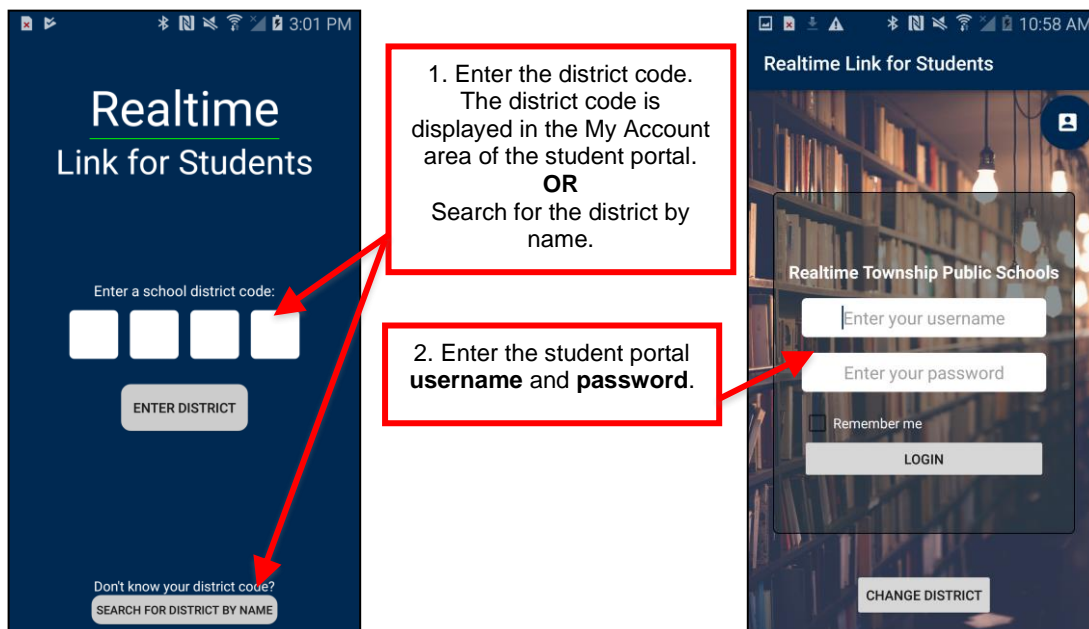 3:01 PM
Realtime
Link for Students
Enter a school district code:
ENTER DISTRICT
Don't know your district code?
SEARCH FOR DISTRICT BY NAME
1. Enter the district code.
The district code is
displayed in the My Account
area of the student portal.
OR
Search for the district by
name.
2. Enter the student portal
username and password.
10:58 AM
Realtime Link for Students
Realtime Township Public Schools
Enter your username
Enter your password
Remember me
LOGIN
CHANGE DISTRICT